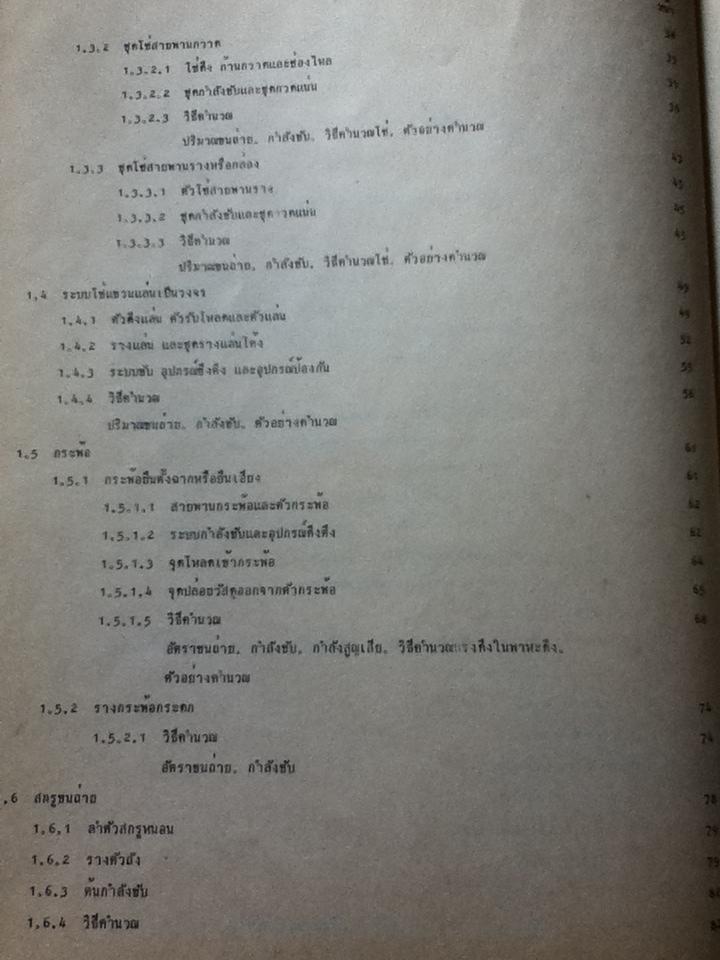 หน้า
1.3.2 ชุดโซ่สายพานกวาด
1.3.2.1 โซ่ดึง ก้านกวาดและช่องไหล
1.3.2.2 ชุดกำลังขับและชุดกวดแน่น
1.3.2.3 วิธีคำนวณ
ปริมาณขนถ่าย, กำลังขับ, วิธีคำนวณโซ่, ตัวอย่างคำนวณ
1.3.3 ชุดโซ่สายพานรางหรือกล่อง 43
1.3.3.1 ตัวโซ่สายพานราง
1.3.3.2 ชุดกำลังขับและชุดกวดแน่น 45
1.3.3.3 วิธีคำนวณ
ปริมาณขนถ่าย, กำลังขับ, วิธีคำนวณโซ่, ตัวอย่างคำนวณ
1.4 ระบบโซ่แขวนแล่นเป็นวงจร 49
1.4.1 ตัวดึงแล่น ตัวรับโหลดและตัวแล่น 49
1.4.2 รางแล่น และชุดรางแล่นโค้ง 52
1.4.3 ระบบขับ อุปกรณ์ขึงตึง และอุปกรณ์ป้องกัน 55
1.4.4 วิธีคำนวณ 56
ปริมาณขนถ่าย, กำลังขับ, ตัวอย่างคำนวณ
1.5 กระพ้อ 61
1.5.1 กระพ้อยืนตั้งฉากหรือยืนเอียง 61
1.5.1.1 สายพานกระพ้อและตัวกระพ้อ 62
1.5.1.2 ระบบกำลังขับและอุปกรณ์ดึงตึง 62
1.5.1.3 จุดโหลดเข้ากระพ้อ 64
1.5.1.4 จุดปล่อยวัสดุออกจากตัวกระพ้อ 65
1.5.1.5 วิธีคำนวณ 68
อัตราขนถ่าย, กำลังขับ, กำลังสูญเสีย, วิธีคำนวณแรงดึงในพาหะดึง,
ตัวอย่างคำนวณ
1.5.2 รางกระพ้อกระดก 74
1.5.2.1 วิธีคำนวณ 74
อัตราขนถ่าย, กำลังขับ
.6 สกรูขนถ่าย 78
1.6.1 ลำตัวสกรูหนอน 79
1.6.2 รางตัวถัง 79
1.6.3 ต้นกำลังขับ
1.6.4 วิธีคำนวณ